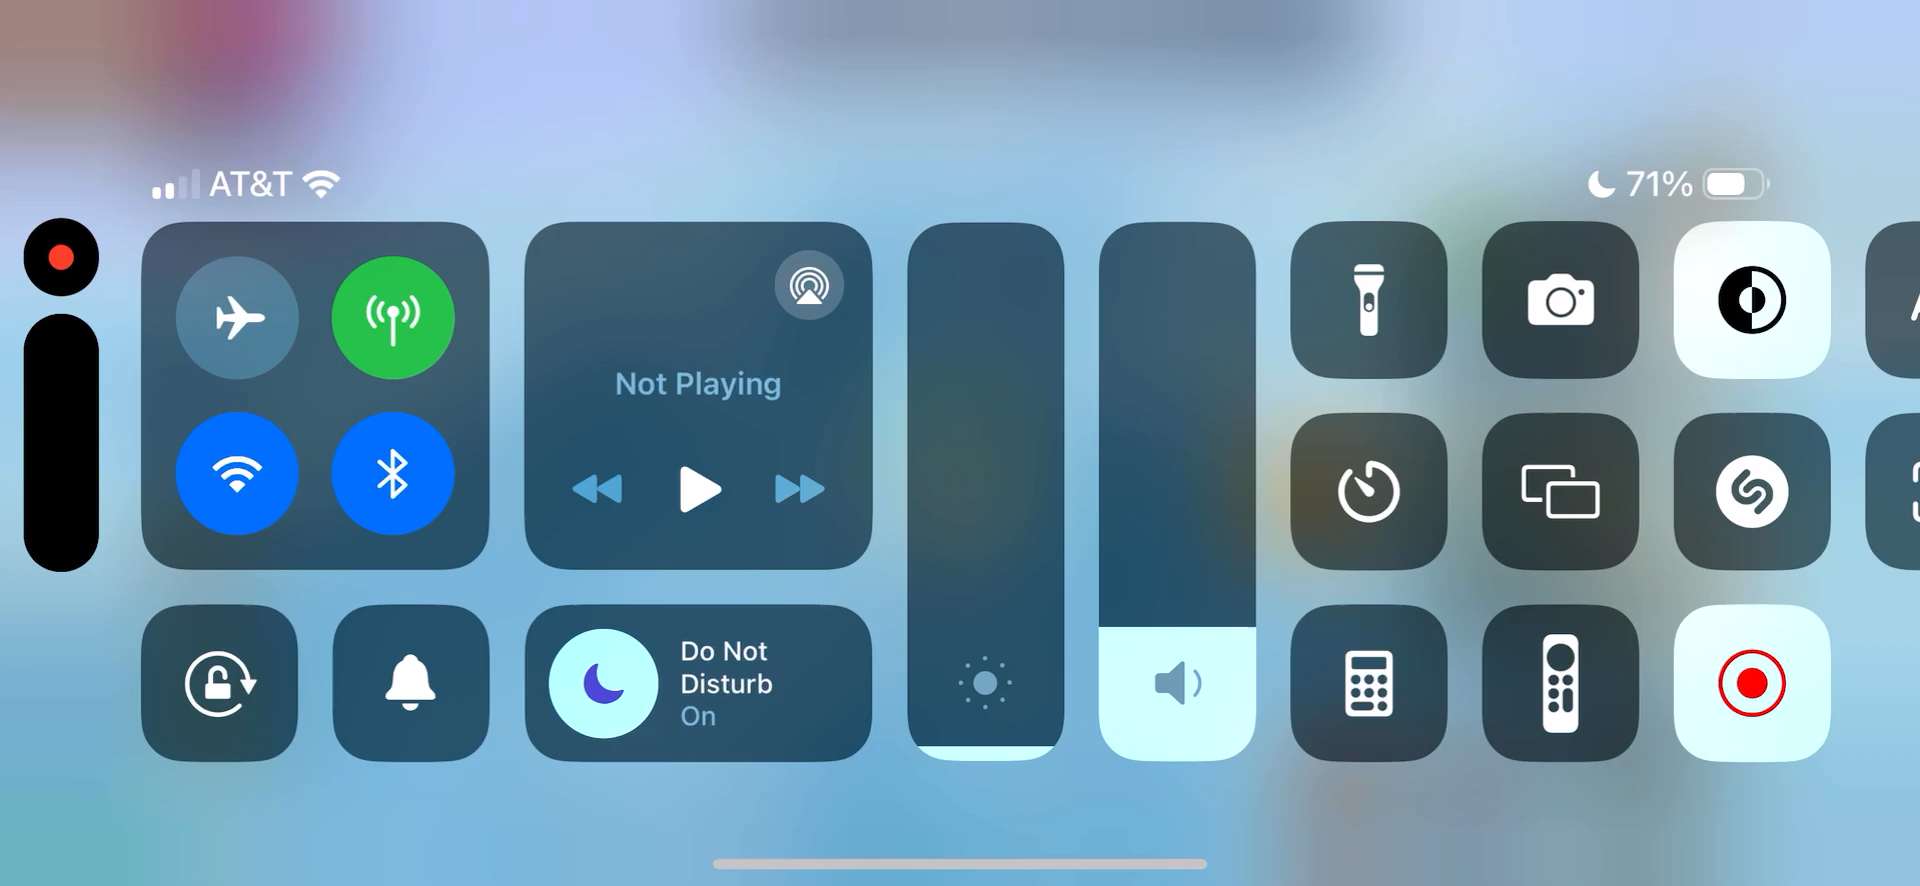 AT&T
71%
Not Playing
Do Not
Disturb
On